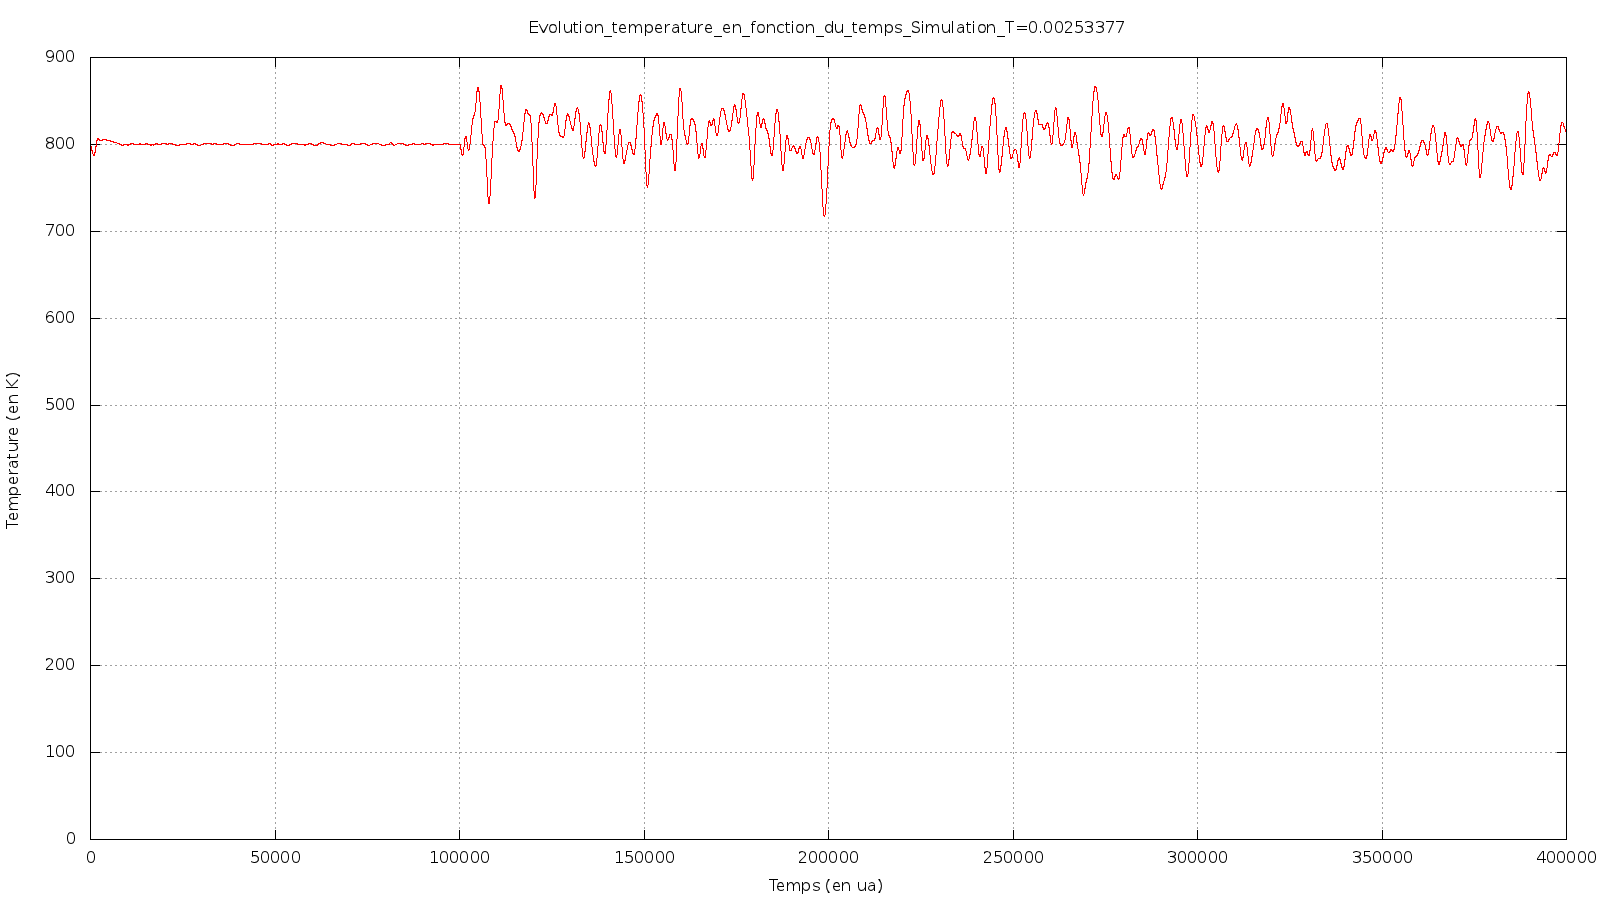 Evolution_temperature_en_fonction_du_temps_Simulation_T=0.00253377
900
800
700
600
500
400
300
200
100
0
Temperature (en K)
0 50000 100000 150000 200000 250000 300000 350000 400000
Temps (en ua)